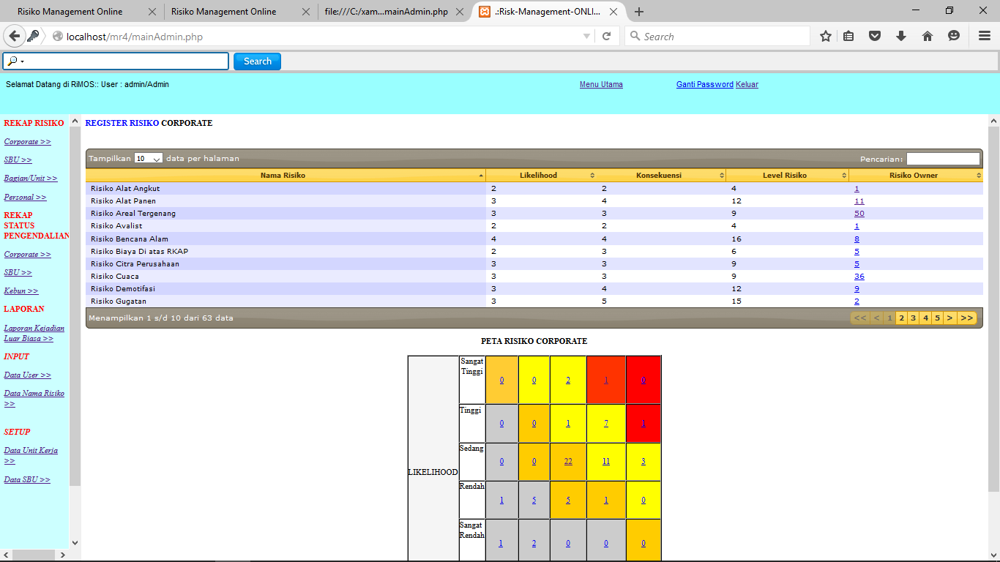 Risiko Management Online
Risiko Management Online
file:///C:/xam...mainAdmin.php
.:Risk-Management-ONLI...
localhost/mr4/mainAdmin.php
Search
Search
Selamat Datang di RiMOS:: User : admin/Admin
Menu Utama
Ganti Password Keluar
REKAP RISIKO
Corporate >>
SBU >>
Bagian/Unit >>
Personal >>
REKAP
STATUS
PENGENDALIAN
Corporate >>
SBU >>
Kebun >>
LAPORAN
Laporan Kejadian
Luar Biasa >>
INPUT
Data User >>
Data Nama Risiko
>>
SETUP
Data Unit Kerja
>>
Data SBU >>
REGISTER RISIKO CORPORATE
Tampilkan 10 data per halaman
Pencarian:
Nama Risiko Likelihood Konsekuensi Level Risiko Risiko Owner
Risiko Alat Angkut 2 2 4 1
Risiko Alat Panen 3 4 12 11
Risiko Areal Tergenang 3 3 9 50
Risiko Avalist 2 2 4 1
Risiko Bencana Alam 4 4 16 8
Risiko Biaya Di atas RKAP 2 3 6 5
Risiko Citra Perusahaan 3 3 9 5
Risiko Cuaca 3 3 9 36
Risiko Demotifasi 3 4 12 9
Risiko Gugatan 3 5 15 2
Menampilkan 1 s/d 10 dari 63 data
<< < 1 2 3 4 5 > >>
PETA RISIKO CORPORATE
LIKELIHOOD
Sangat
Tinggi
0 0 2 1 0
Tinggi
0 0 1 7 1
Sedang
0 0 22 11 3
Rendah
1 5 5 1 0
Sangat
Rendah
1 2 0 0 0